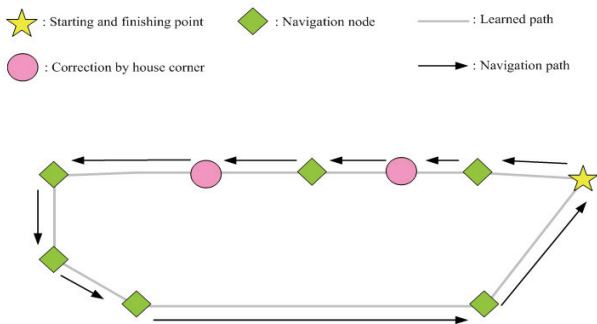 : Starting and finishing point
: Navigation node
: Learned path
: Correction by house corner
: Navigation path